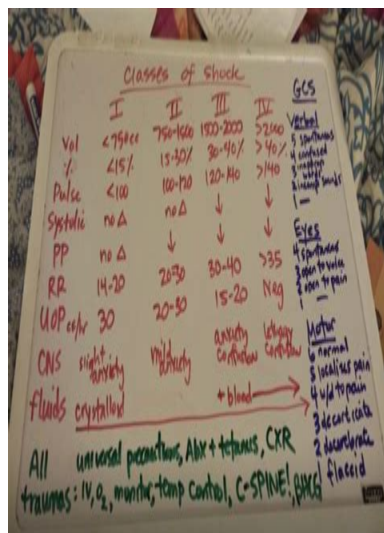 Classes of Shock
I II III IV
Vol <750cc 750-1500 1500-2000 >2000
% <15% 15-30% 30-40% >40%
Pulse <100 100-120 120-140 >140
Systolic no Δ no Δ ↓ ↓
PP no Δ ↓ ↓ ↓
RR 14-20 20-30 30-40 >35
UOP cc/hr 30 20-30 15-20 Neg
CNS slight anxiety mild anxiety anxiety confusion lethargy confusion
fluids crystalloid + blood →
All universal precautions, Abx + tetanus, CXR
traumas: IV, O2, monitor, temp control, C-SPINE!, BHCG
GCS
Verbal
5 spontaneous
4 confused
3
2
1 —
Eyes
4 spontaneous
3 open to voice
2 open to pain
1 —
Motor
6 normal
5 localizes pain
4 w/d to pain
3 decorticate
2 decerebrate
1 flaccid